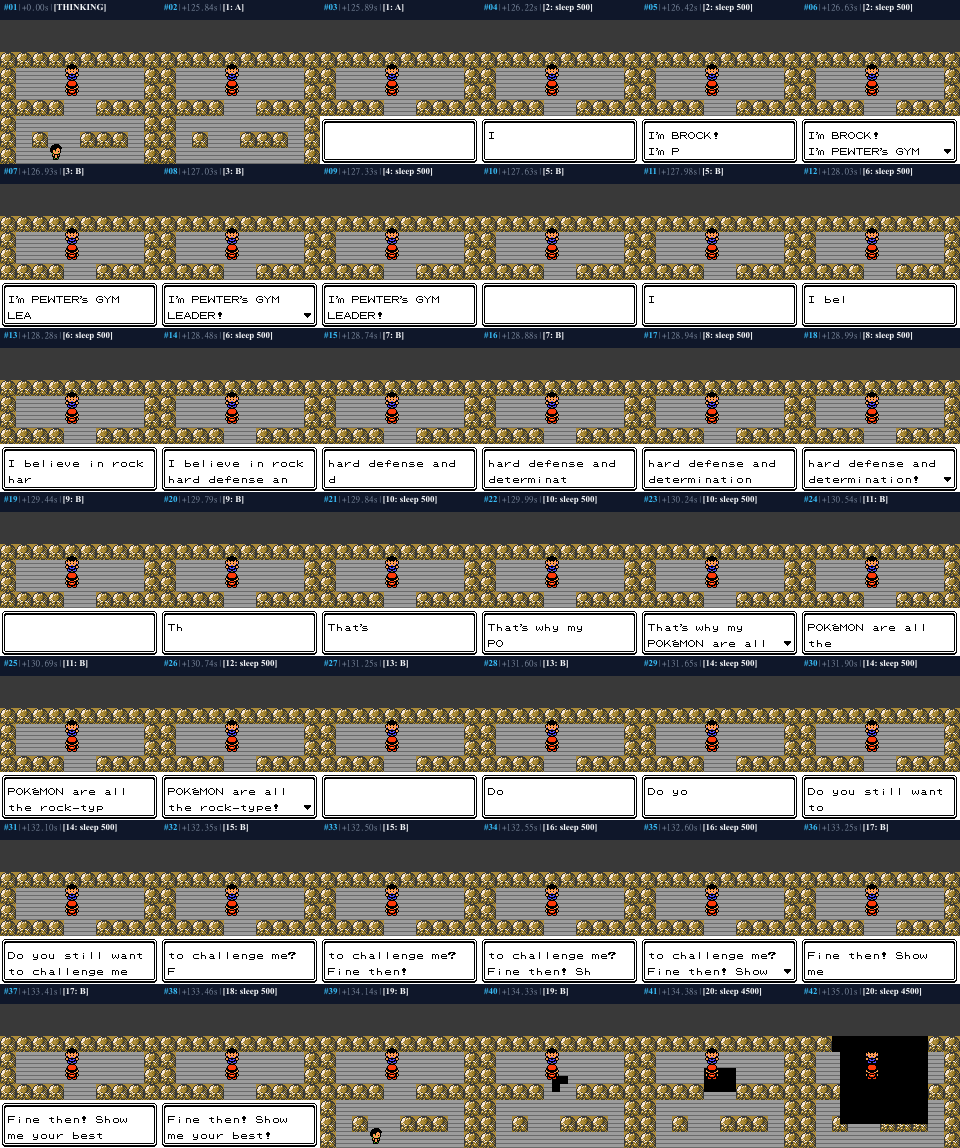 #01 | +0.00s | [THINKING]
#02 | +125.84s | [1: A]
#03 | +125.89s | [1: A]
#04 | +126.22s | [2: sleep 500]
#05 | +126.42s | [2: sleep 500]
#06 | +126.63s | [2: sleep 500]
I
I'm BROCK!
I'm P
I'm BROCK!
I'm PEWTER's GYM
#07 | +126.93s | [3: B]
#08 | +127.03s | [3: B]
#09 | +127.33s | [4: sleep 500]
#10 | +127.63s | [5: B]
#11 | +127.98s | [5: B]
#12 | +128.03s | [6: sleep 500]
I'm PEWTER's GYM
LEA
I'm PEWTER's GYM
LEADER!
I'm PEWTER's GYM
LEADER!
I
I bel
#13 | +128.28s | [6: sleep 500]
#14 | +128.48s | [6: sleep 500]
#15 | +128.74s | [7: B]
#16 | +128.88s | [7: B]
#17 | +128.94s | [8: sleep 500]
#18 | +128.99s | [8: sleep 500]
I believe in rock
har
I believe in rock
hard defense an
hard defense and
d
hard defense and
determinat
hard defense and
determination
hard defense and
determination!
#19 | +129.44s | [9: B]
#20 | +129.79s | [9: B]
#21 | +129.84s | [10: sleep 500]
#22 | +129.99s | [10: sleep 500]
#23 | +130.24s | [10: sleep 500]
#24 | +130.54s | [11: B]
Th
That's
That's why my
PO
That's why my
POKéMON are all
POKéMON are all
the
#25 | +130.69s | [11: B]
#26 | +130.74s | [12: sleep 500]
#27 | +131.25s | [13: B]
#28 | +131.60s | [13: B]
#29 | +131.65s | [14: sleep 500]
#30 | +131.90s | [14: sleep 500]
POKéMON are all
the rock-typ
POKéMON are all
the rock-type!
Do
Do yo
Do you still want
to
#31 | +132.10s | [14: sleep 500]
#32 | +132.35s | [15: B]
#33 | +132.50s | [15: B]
#34 | +132.55s | [16: sleep 500]
#35 | +132.60s | [16: sleep 500]
#36 | +133.25s | [17: B]
Do you still want
to challenge me
to challenge me?
F
to challenge me?
Fine then!
to challenge me?
Fine then! Sh
to challenge me?
Fine then! Show
Fine then! Show
me
#37 | +133.41s | [17: B]
#38 | +133.46s | [18: sleep 500]
#39 | +134.14s | [19: B]
#40 | +134.33s | [19: B]
#41 | +134.38s | [20: sleep 4500]
#42 | +135.01s | [20: sleep 4500]
Fine then! Show
me your best
Fine then! Show
me your best!